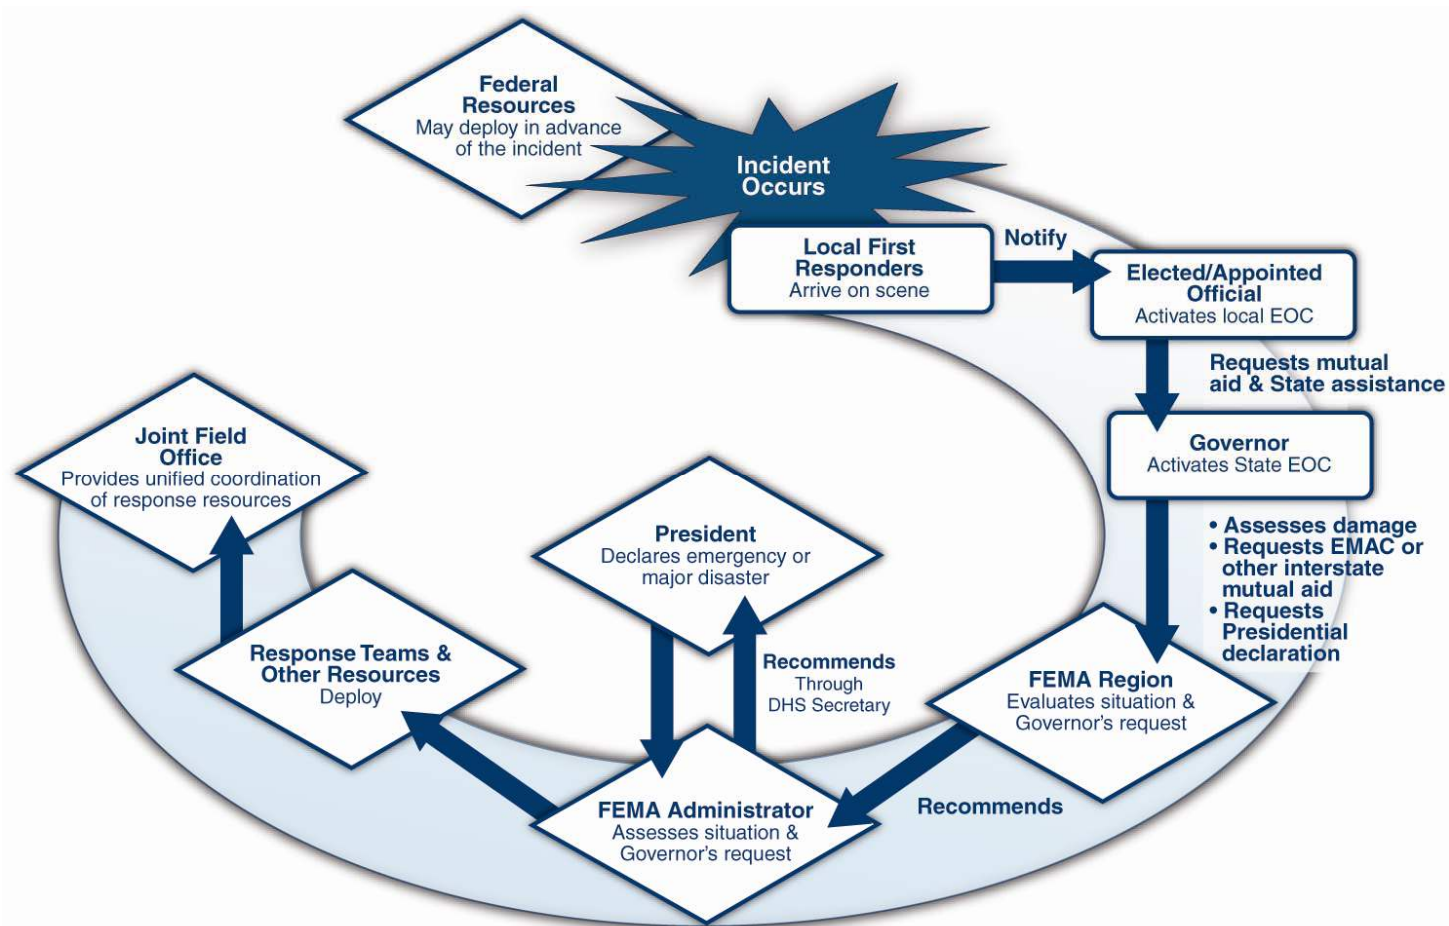 Federal
Resources
May deploy in advance
of the incident
Incident
Occurs
Local First
Responders
Arrive on scene
Notify
Elected/Appointed
Official
Activates local EOC
Requests mutual
aid & State assistance
Governor
Activates State EOC
• Assesses damage
• Requests EMAC or
other interstate
mutual aid
• Requests
Presidential
declaration
FEMA Region
Evaluates situation &
Governor's request
Recommends
FEMA Administrator
Assesses situation &
Governor's request
Recommends
Through
DHS Secretary
President
Declares emergency or
major disaster
Response Teams &
Other Resources
Deploy
Joint Field
Office
Provides unified coordination
of response resources